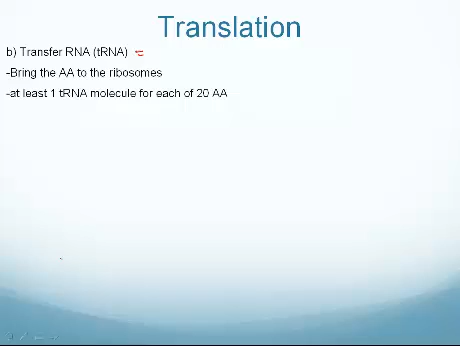 Translation
b) Transfer RNA (tRNA)
-Bring the AA to the ribosomes
-at least 1 tRNA molecule for each of 20 AA